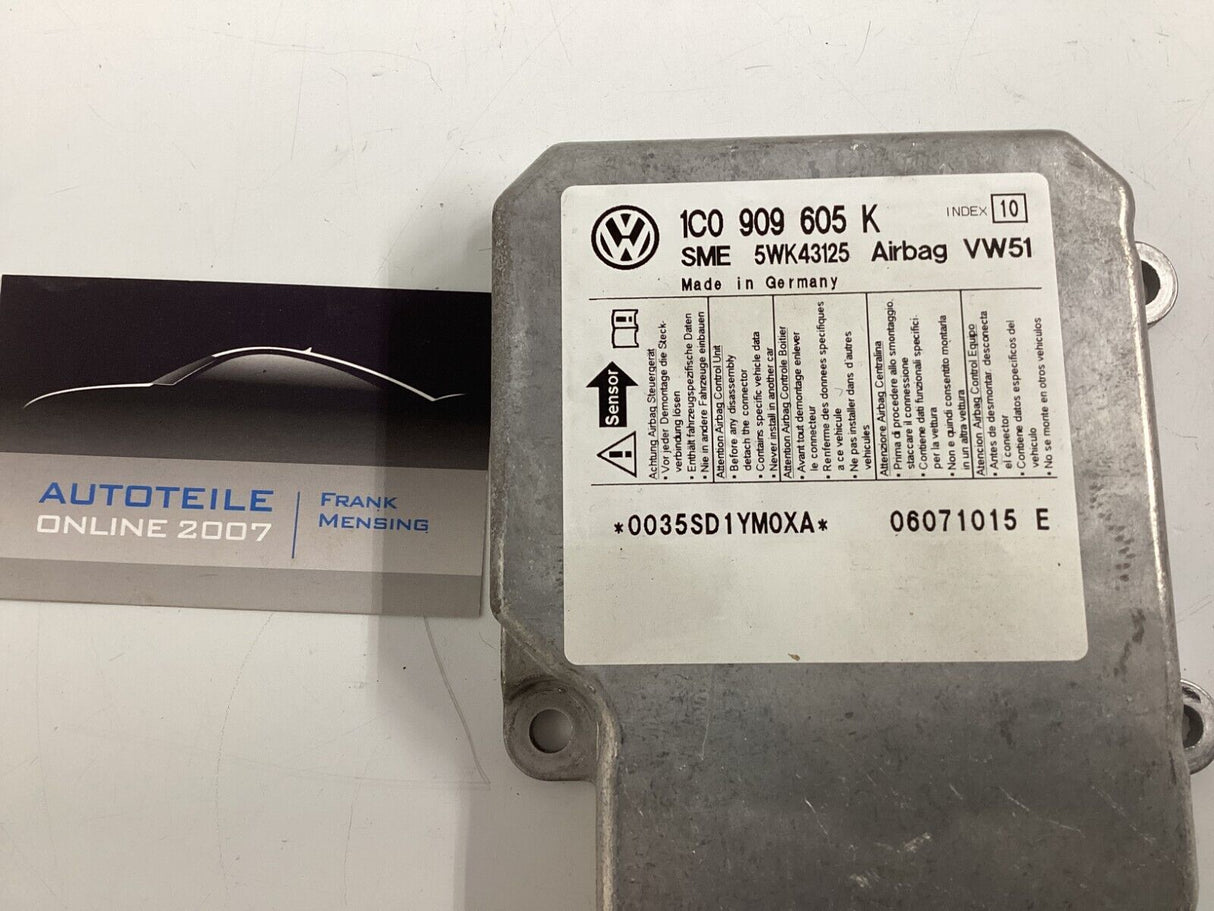 AUTOTEILE
ONLINE 2007
FRANK
MENSING
1C0 909 605 K
INDEX 10
SME 5WK43125 Airbag VW51
Made in Germany
Sensor
Achtung Airbag Steuergerät
• Vor jeder Demontage die Steck-
verbindung lösen
• Enthält fahrzeugspezifische Daten
• Nie in andere Fahrzeuge einbauen
Attention Airbag Control Unit
• Before any disassembly
detach the connector
• Contains specific vehicle data
• Never install in another car
Attention Airbag Controle Boitier
• Avant tout demontage enlever
le connecteur
• Renferme des donnees specifiques
a ce vehicule
• Ne pas installer dans d'autres
vehicules
Attenzione Airbag Centralina
• Prima di procedere allo smontaggio.
staccare il connessione
• Contiene dati funzionali specifici.
per la vettura
• Non e quindi consentito montarla
in un altra vettura
Atencion Airbag Control Equipo
• Antes de desmontar. desconecta
el conector
• Contiene datos especificos del
vehiculo
• No se monte en otros vehiculos
*0035SD1YM0XA* 06071015 E